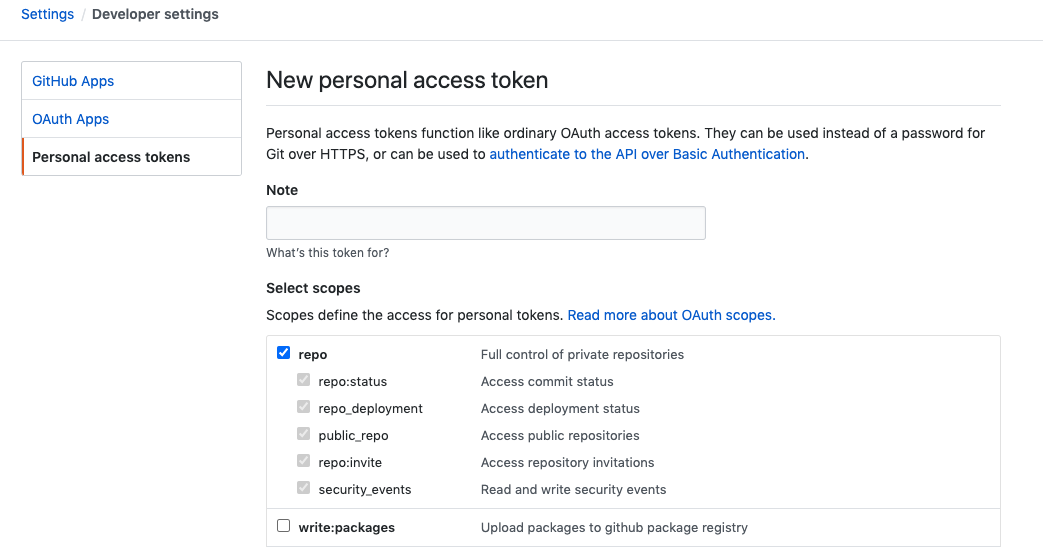 Settings / Developer settings
GitHub Apps
OAuth Apps
Personal access tokens
New personal access token
Personal access tokens function like ordinary OAuth access tokens. They can be used instead of a password for
Git over HTTPS, or can be used to authenticate to the API over Basic Authentication.
Note
What's this token for?
Select scopes
Scopes define the access for personal tokens. Read more about OAuth scopes.
repo Full control of private repositories
repo:status Access commit status
repo_deployment Access deployment status
public_repo Access public repositories
repo:invite Access repository invitations
security_events Read and write security events
write:packages Upload packages to github package registry